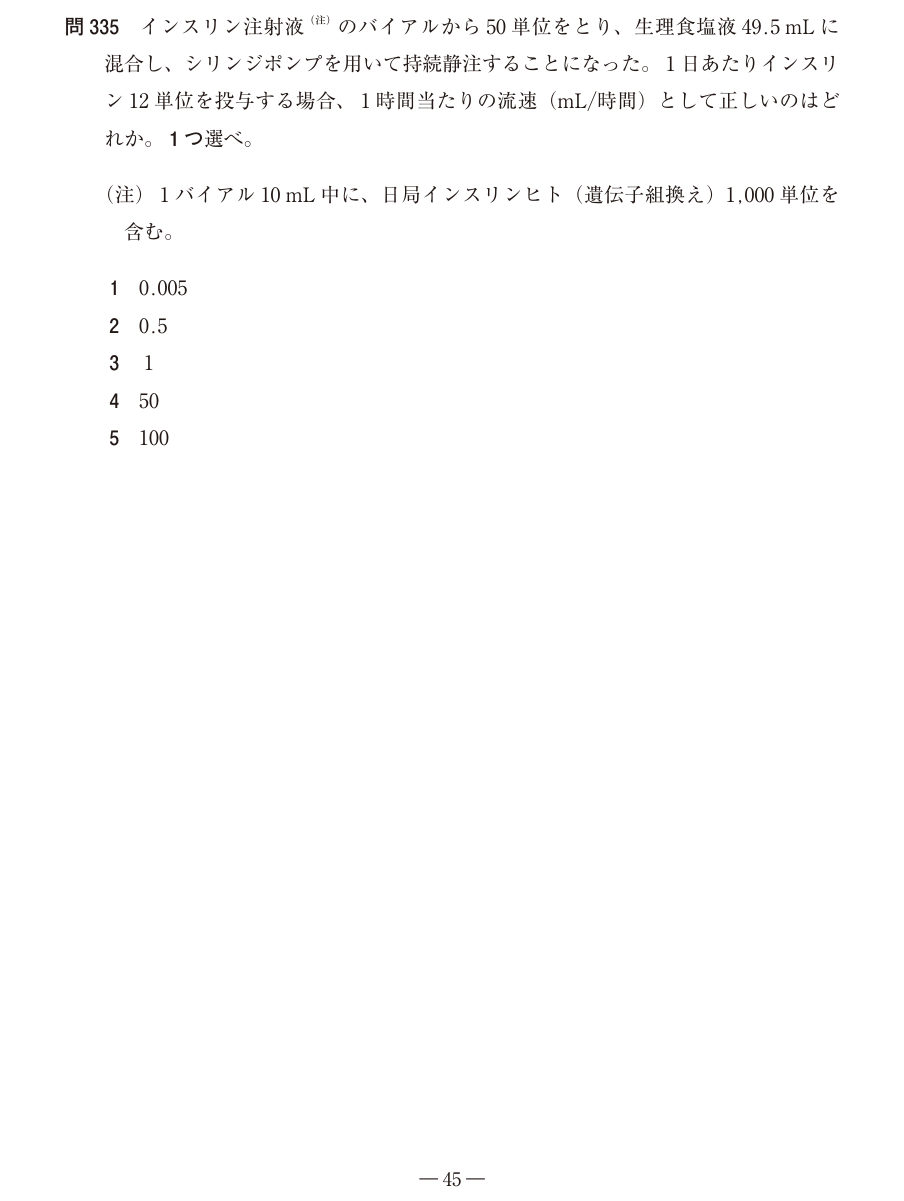 問 335　インスリン注射液（注）のバイアルから 50 単位をとり、生理食塩液 49.5 mL に
混合し、シリンジポンプを用いて持続静注することになった。1 日あたりインスリ
ン 12 単位を投与する場合、1 時間当たりの流速（mL/時間）として正しいのはど
れか。1 つ選べ。
（注）1 バイアル 10 mL 中に、日局インスリンヒト（遺伝子組換え）1,000 単位を
含む。
1　0.005
2　0.5
3　1
4　50
5　100
— 45 —